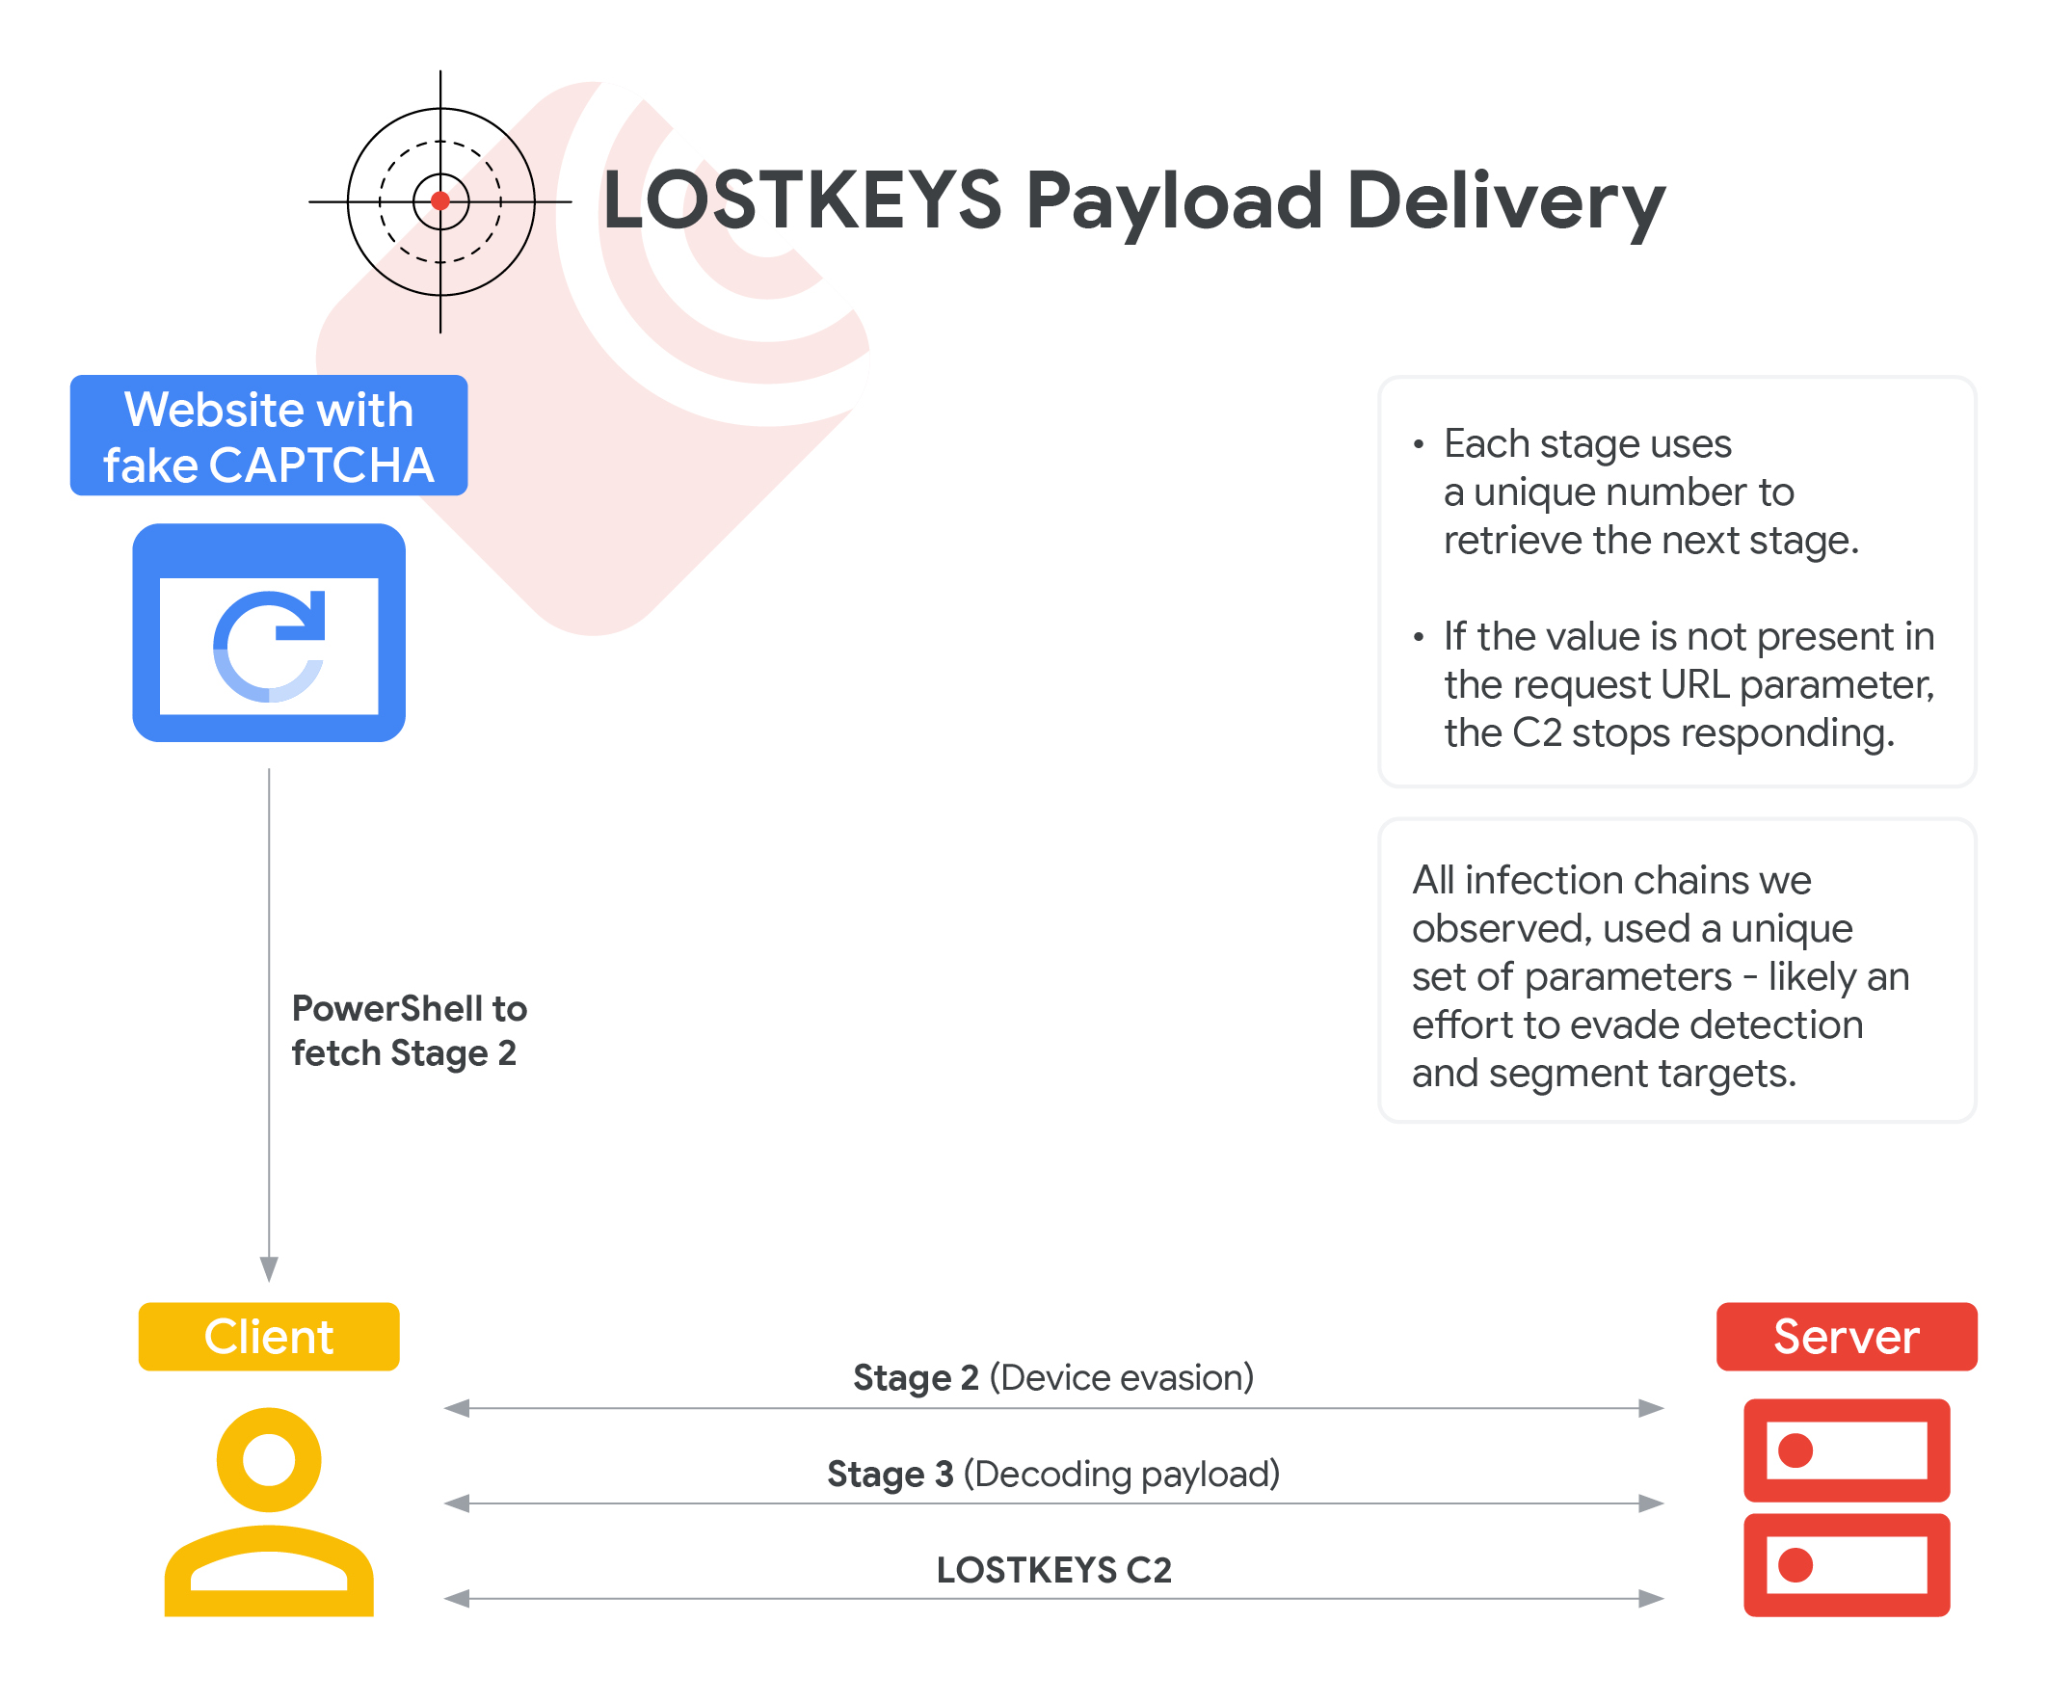 LOSTKEYS Payload Delivery
Website with
fake CAPTCHA
• Each stage uses
a unique number to
retrieve the next stage.
• If the value is not present in
the request URL parameter,
the C2 stops responding.
All infection chains we
observed, used a unique
set of parameters - likely an
effort to evade detection
and segment targets.
PowerShell to
fetch Stage 2
Client
Server
Stage 2 (Device evasion)
Stage 3 (Decoding payload)
LOSTKEYS C2